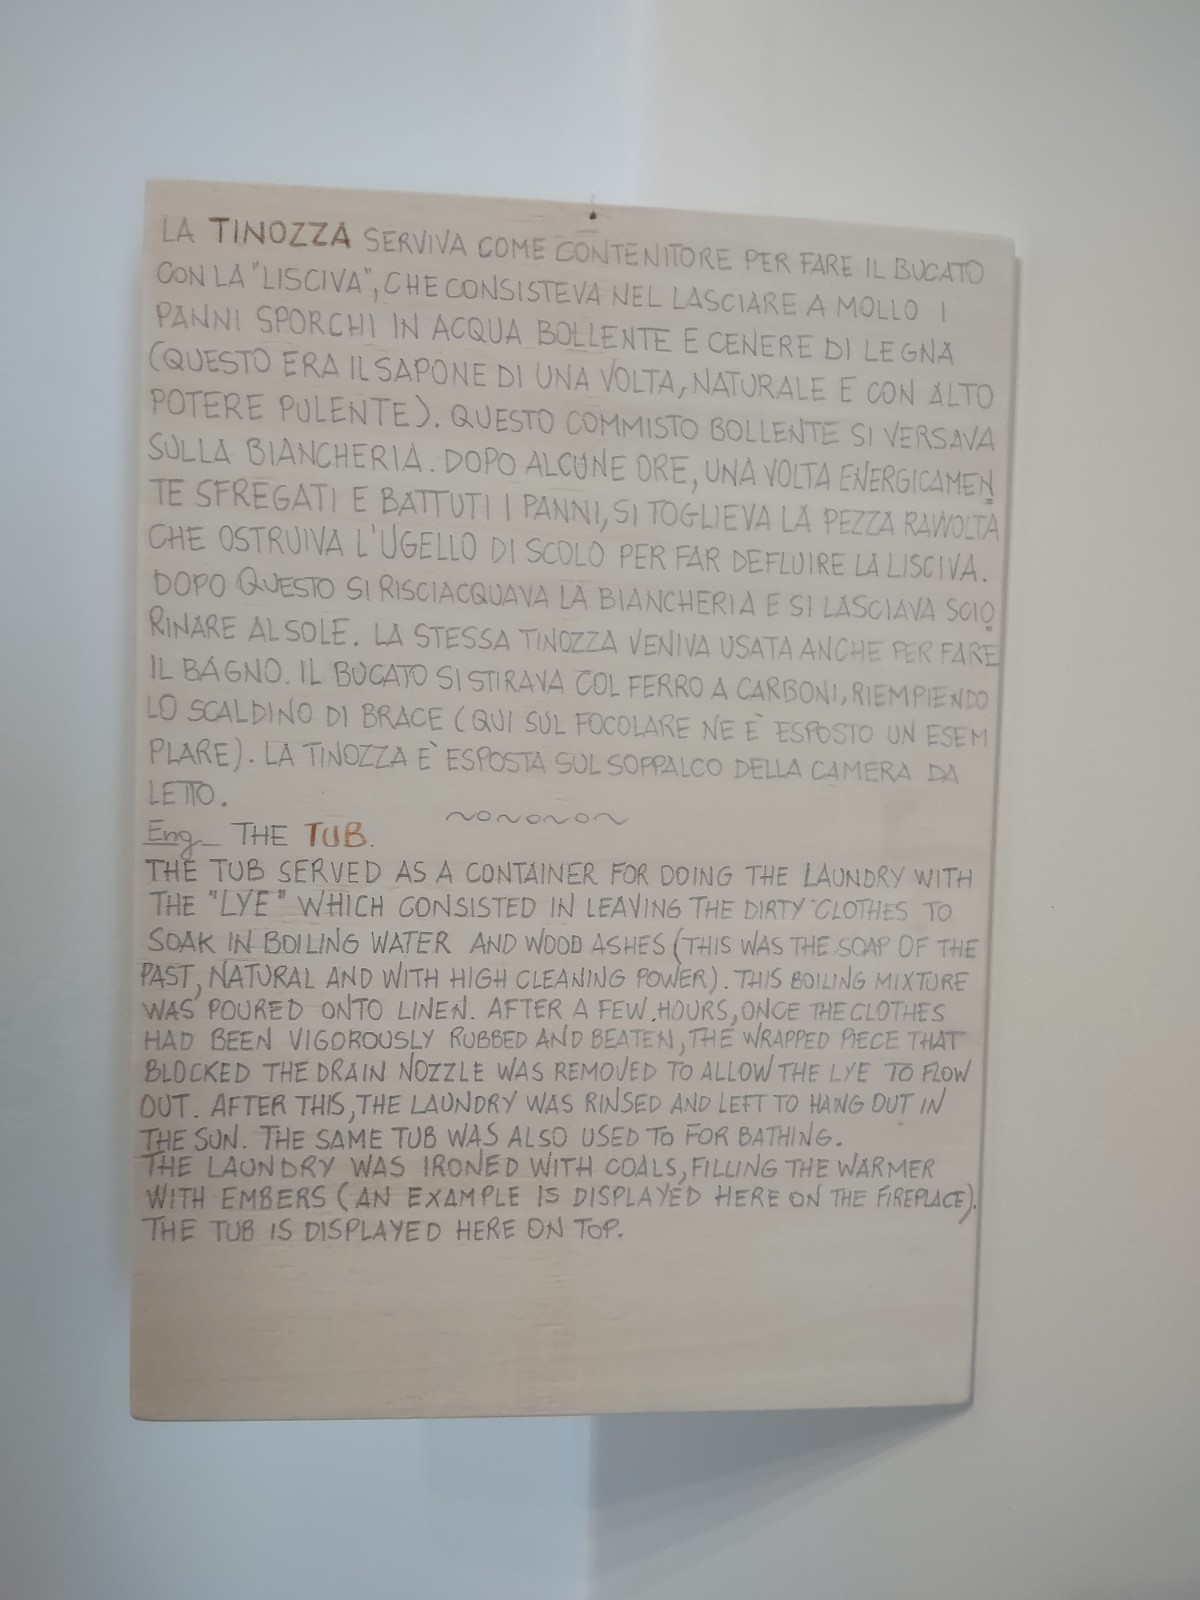 LA TINOZZA SERVIVA COME CONTENITORE PER FARE IL BUCATO
CON LA "LISCIVA", CHE CONSISTEVA NEL LASCIARE A MOLLO I
PANNI SPORCHI IN ACQUA BOLLENTE E CENERE DI LEGNA
(QUESTO ERA IL SAPONE DI UNA VOLTA, NATURALE E CON ALTO
POTERE PULENTE). QUESTO COMMISTO BOLLENTE SI VERSAVA
SULLA BIANCHERIA. DOPO ALCUNE ORE, UNA VOLTA ENERGICAMEN
TE SFREGATI E BATTUTI I PANNI, SI TOGLIEVA LA PEZZA RAVVOLTA
CHE OSTRUIVA L'UGELLO DI SCOLO PER FAR DEFLUIRE LA LISCIVA.
DOPO QUESTO SI RISCIACQUAVA LA BIANCHERIA E SI LASCIAVA SCIO
RINARE AL SOLE. LA STESSA TINOZZA VENIVA USATA ANCHE PER FARE
IL BAGNO. IL BUCATO SI STIRAVA COL FERRO A CARBONI, RIEMPIENDO
LO SCALDINO DI BRACE (QUI SUL FOCOLARE NE È ESPOSTO UN ESEM
PLARE). LA TINOZZA È ESPOSTA SUL SOPPALCO DELLA CAMERA DA
LETTO.
Eng_ THE TUB.
THE TUB SERVED AS A CONTAINER FOR DOING THE LAUNDRY WITH
THE "LYE" WHICH CONSISTED IN LEAVING THE DIRTY CLOTHES TO
SOAK IN BOILING WATER AND WOOD ASHES (THIS WAS THE SOAP OF THE
PAST, NATURAL AND WITH HIGH CLEANING POWER). THIS BOILING MIXTURE
WAS POURED ONTO LINEN. AFTER A FEW HOURS, ONCE THE CLOTHES
HAD BEEN VIGOROUSLY RUBBED AND BEATEN, THE WRAPPED PIECE THAT
BLOCKED THE DRAIN NOZZLE WAS REMOVED TO ALLOW THE LYE TO FLOW
OUT. AFTER THIS, THE LAUNDRY WAS RINSED AND LEFT TO HANG OUT IN
THE SUN. THE SAME TUB WAS ALSO USED TO FOR BATHING.
THE LAUNDRY WAS IRONED WITH COALS, FILLING THE WARMER
WITH EMBERS (AN EXAMPLE IS DISPLAYED HERE ON THE FIREPLACE).
THE TUB IS DISPLAYED HERE ON TOP.